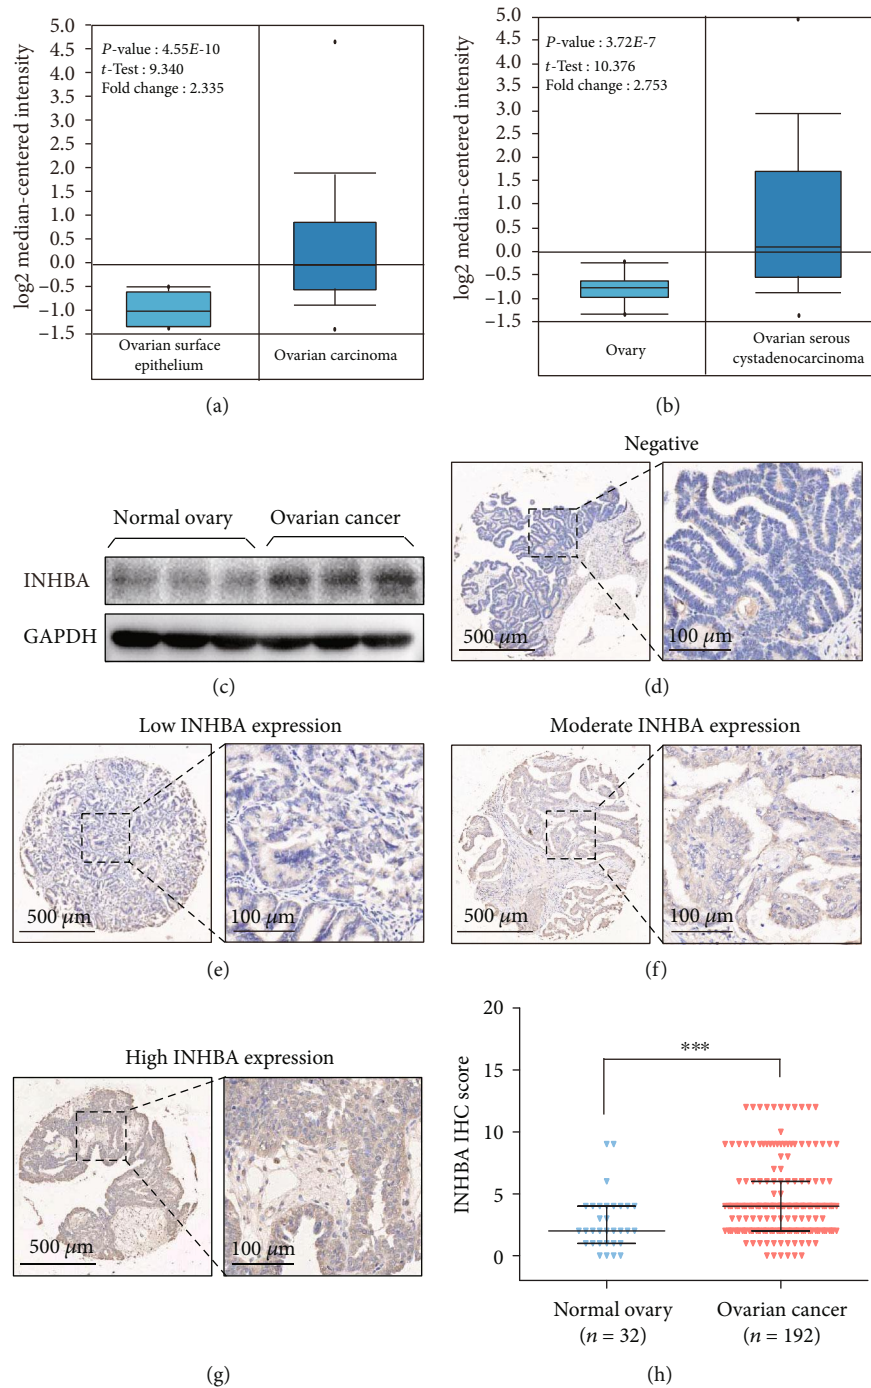 log2 median-centered intensity
5.0
4.5
4.0
3.5
3.0
2.5
2.0
1.5
1.0
0.5
0.0
−0.5
−1.0
−1.5
P-value : 4.55E-10
t-Test : 9.340
Fold change : 2.335
Ovarian surface
epithelium
Ovarian carcinoma
(a)
log2 median-centered intensity
5.0
4.5
4.0
3.5
3.0
2.5
2.0
1.5
1.0
0.5
0.0
−0.5
−1.0
−1.5
P-value : 3.72E-7
t-Test : 10.376
Fold change : 2.753
Ovary
Ovarian serous
cystadenocarcinoma
(b)
Normal ovary
Ovarian cancer
INHBA
GAPDH
(c)
Negative
500 μm
100 μm
(d)
Low INHBA expression
500 μm
100 μm
(e)
Moderate INHBA expression
500 μm
100 μm
(f)
High INHBA expression
500 μm
100 μm
(g)
INHBA IHC score
20
15
10
5
0
***
Normal ovary
(n = 32)
Ovarian cancer
(n = 192)
(h)